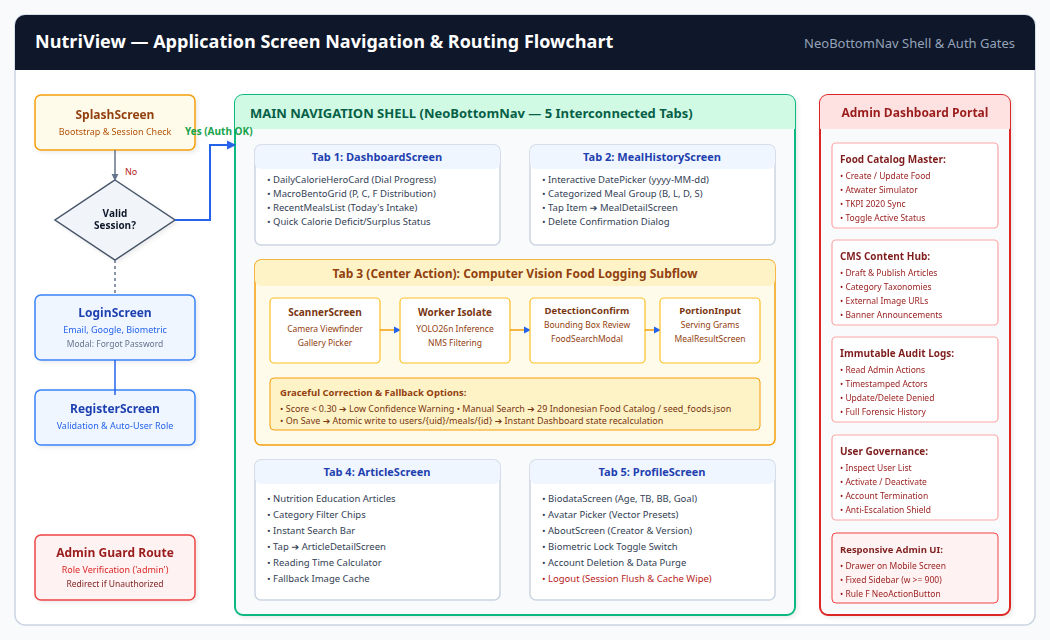 NutriView — Application Screen Navigation & Routing Flowchart
NeoBottomNav Shell & Auth Gates
SplashScreen
Bootstrap & Session Check
Yes (Auth OK)
No
Valid
Session?
LoginScreen
Email, Google, Biometric
Modal: Forgot Password
RegisterScreen
Validation & Auto-User Role
Admin Guard Route
Role Verification ('admin')
Redirect if Unauthorized
MAIN NAVIGATION SHELL (NeoBottomNav — 5 Interconnected Tabs)
Tab 1: DashboardScreen
• DailyCalorieHeroCard (Dial Progress)
• MacroBentoGrid (P, C, F Distribution)
• RecentMealsList (Today's Intake)
• Quick Calorie Deficit/Surplus Status
Tab 2: MealHistoryScreen
• Interactive DatePicker (yyyy-MM-dd)
• Categorized Meal Group (B, L, D, S)
• Tap Item ➔ MealDetailScreen
• Delete Confirmation Dialog
Tab 3 (Center Action): Computer Vision Food Logging Subflow
ScannerScreen
Camera Viewfinder
Gallery Picker
Worker Isolate
YOLO26n Inference
NMS Filtering
DetectionConfirm
Bounding Box Review
FoodSearchModal
PortionInput
Serving Grams
MealResultScreen
Graceful Correction & Fallback Options:
• Score < 0.30 ➔ Low Confidence Warning • Manual Search ➔ 29 Indonesian Food Catalog / seed_foods.json
• On Save ➔ Atomic write to users/{uid}/meals/{id} ➔ Instant Dashboard state recalculation
Tab 4: ArticleScreen
• Nutrition Education Articles
• Category Filter Chips
• Instant Search Bar
• Tap ➔ ArticleDetailScreen
• Reading Time Calculator
• Fallback Image Cache
Tab 5: ProfileScreen
• BiodataScreen (Age, TB, BB, Goal)
• Avatar Picker (Vector Presets)
• AboutScreen (Creator & Version)
• Biometric Lock Toggle Switch
• Account Deletion & Data Purge
• Logout (Session Flush & Cache Wipe)
Admin Dashboard Portal
Food Catalog Master:
• Create / Update Food
• Atwater Simulator
• TKPI 2020 Sync
• Toggle Active Status
CMS Content Hub:
• Draft & Publish Articles
• Category Taxonomies
• External Image URLs
• Banner Announcements
Immutable Audit Logs:
• Read Admin Actions
• Timestamped Actors
• Update/Delete Denied
• Full Forensic History
User Governance:
• Inspect User List
• Activate / Deactivate
• Account Termination
• Anti-Escalation Shield
Responsive Admin UI:
• Drawer on Mobile Screen
• Fixed Sidebar (w >= 900)
• Rule F NeoActionButton